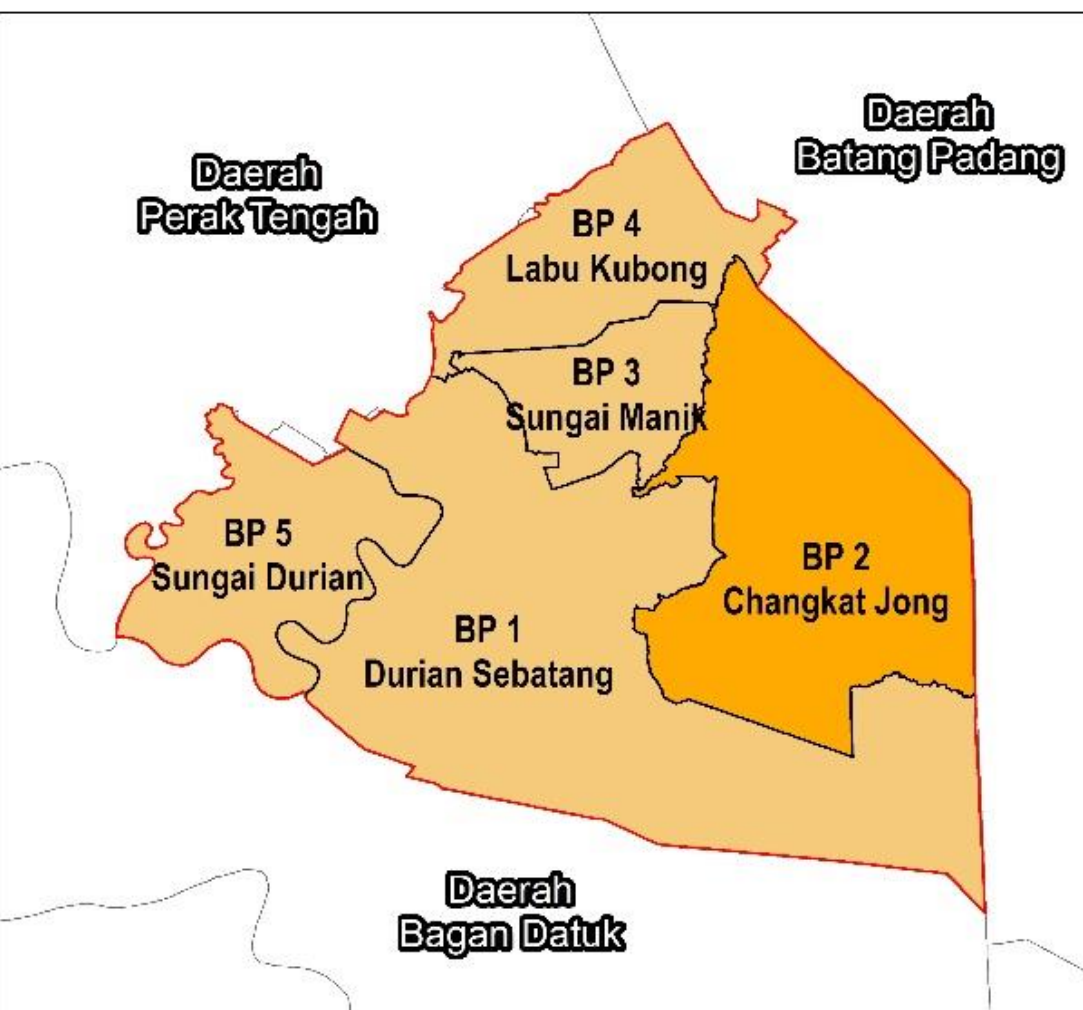 Daerah
Batang Padang
Daerah
Perak Tengah
BP 4
Labu Kubong
BP 3
Sungai Manik
BP 5
Sungai Durian
BP 2
Changkat Jong
BP 1
Durian Sebatang
Daerah
Bagan Datuk